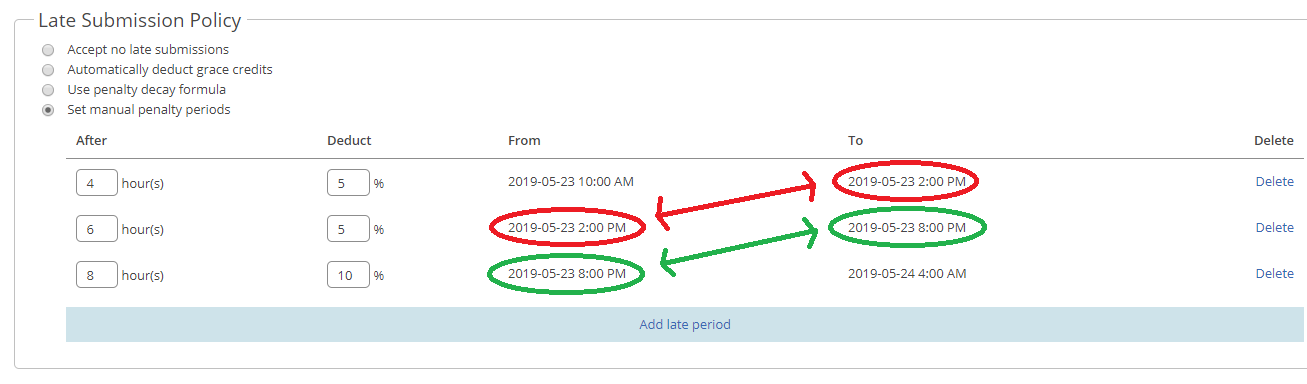 Late Submission Policy
Accept no late submissions
Automatically deduct grace credits
Use penalty decay formula
Set manual penalty periods
After Deduct From To Delete
4 hour(s) 5 % 2019-05-23 10:00 AM 2019-05-23 2:00 PM Delete
6 hour(s) 5 % 2019-05-23 2:00 PM 2019-05-23 8:00 PM Delete
8 hour(s) 10 % 2019-05-23 8:00 PM 2019-05-24 4:00 AM Delete
Add late period